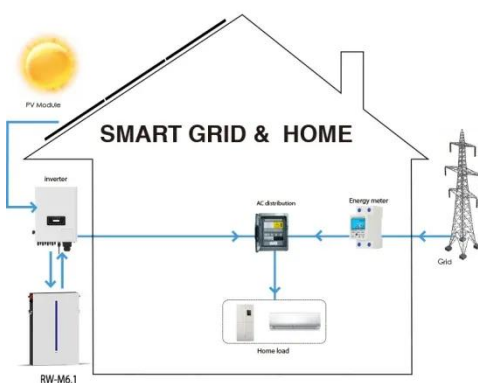 PV Module
SMART GRID & HOME
inverter
AC distribution
Energy meter
Grid
Home load
RW-M6.1